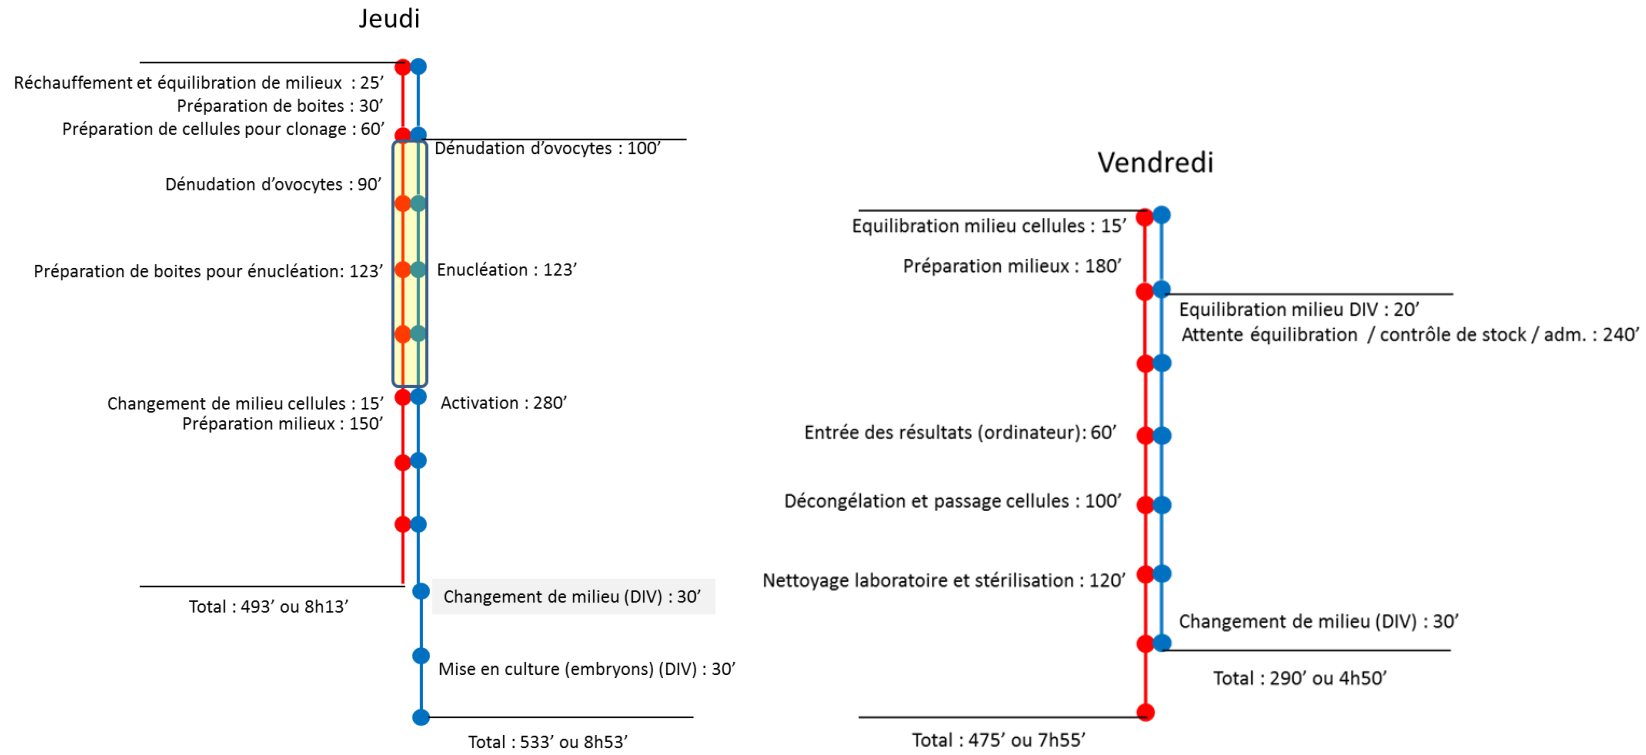 Jeudi
Réchauffement et équilibration de milieux : 25’
Préparation de boites : 30’
Préparation de cellules pour clonage : 60’
Dénudation d’ovocytes : 100’
Dénudation d’ovocytes : 90’
Préparation de boites pour énucléation: 123’
Enucléation : 123’
Changement de milieu cellules : 15’
Préparation milieux : 150’
Activation : 280’
Total : 493’ ou 8h13’
Changement de milieu (DIV) : 30’
Mise en culture (embryons) (DIV) : 30’
Total : 533’ ou 8h53’
Vendredi
Equilibration milieu cellules : 15’
Préparation milieux : 180’
Equilibration milieu DIV : 20’
Attente équilibration / contrôle de stock / adm. : 240’
Entrée des résultats (ordinateur): 60’
Décongélation et passage cellules : 100’
Nettoyage laboratoire et stérilisation : 120’
Changement de milieu (DIV) : 30’
Total : 290’ ou 4h50’
Total : 475’ ou 7h55’